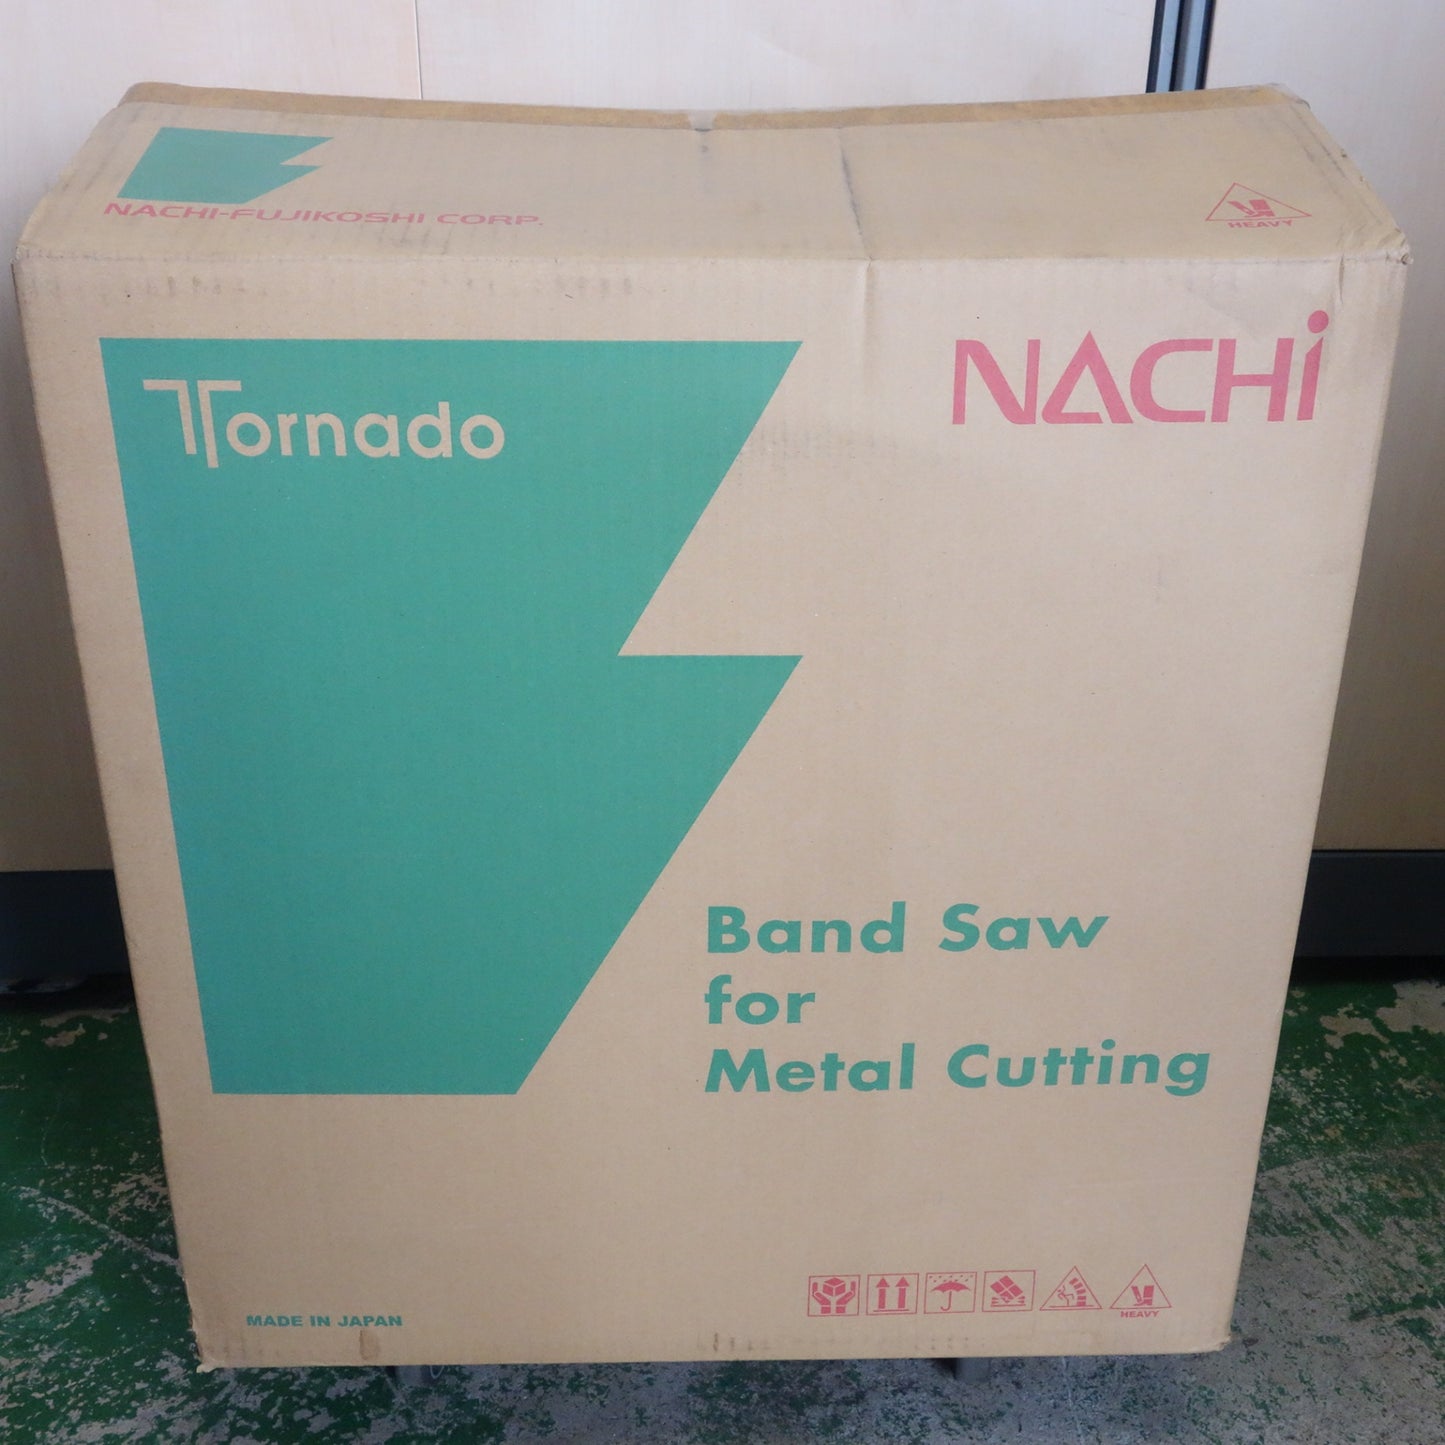 NACHI-FUJIKOSHI CORP.
HEAVY
Tornado
NACHi
Band Saw
for
Metal Cutting
MADE IN JAPAN
HEAVY